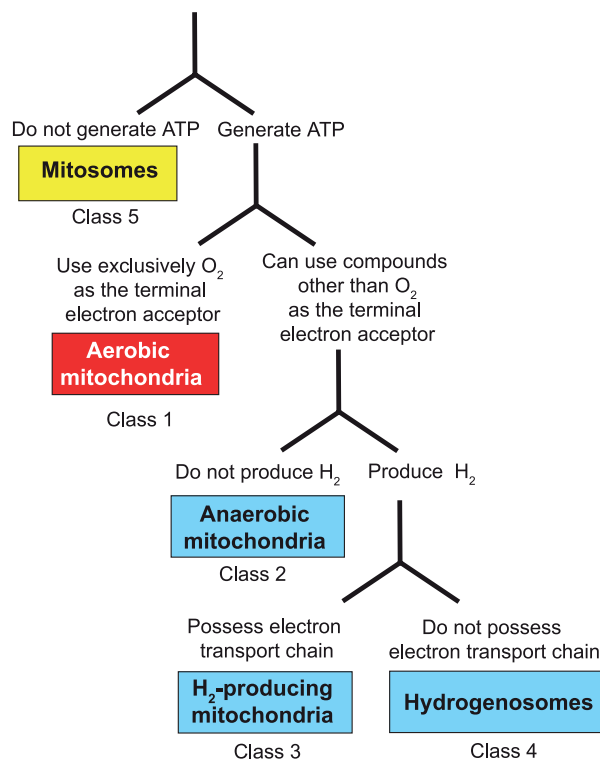 Do not generate ATP
Generate ATP
Mitosomes
Class 5
Use exclusively O₂
as the terminal
electron acceptor
Can use compounds
other than O₂
as the terminal
electron acceptor
Aerobic
mitochondria
Class 1
Do not produce H₂
Produce H₂
Anaerobic
mitochondria
Class 2
Possess electron
transport chain
Do not possess
electron transport chain
H₂-producing
mitochondria
Class 3
Hydrogenosomes
Class 4